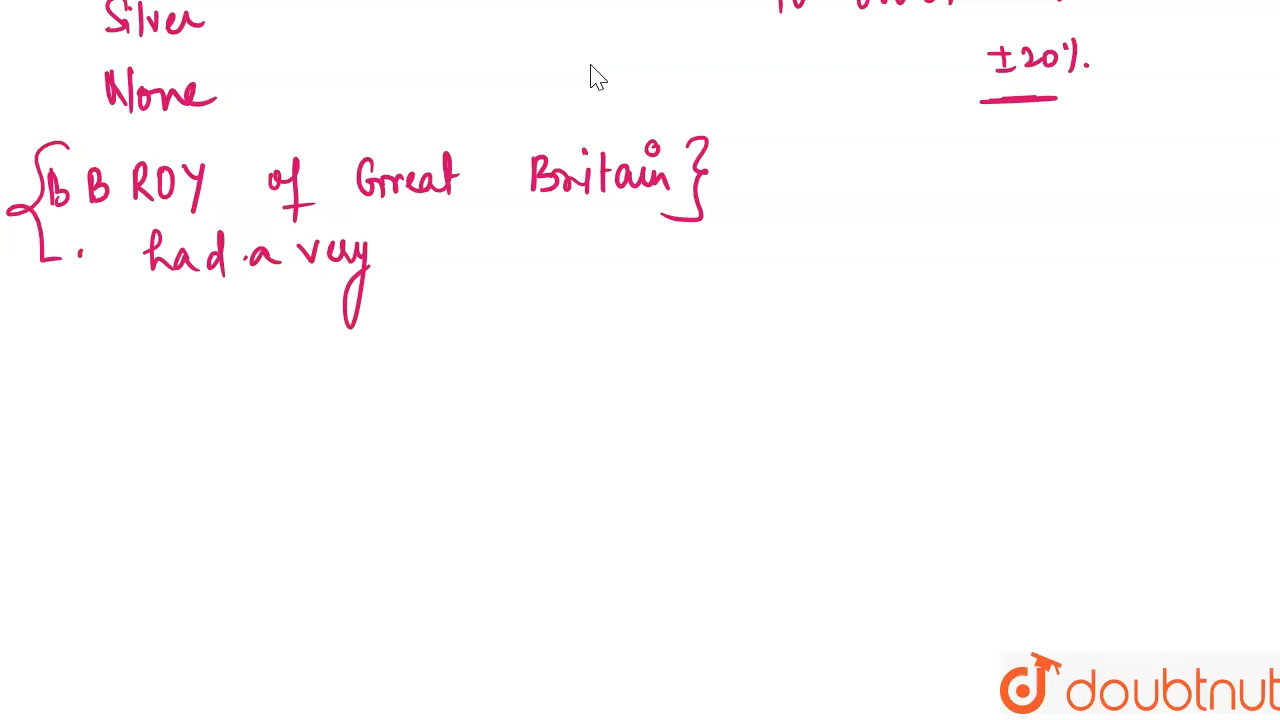 Silver
±20%.
None
{B B ROY of Great Britain}
had a very
doubtnut